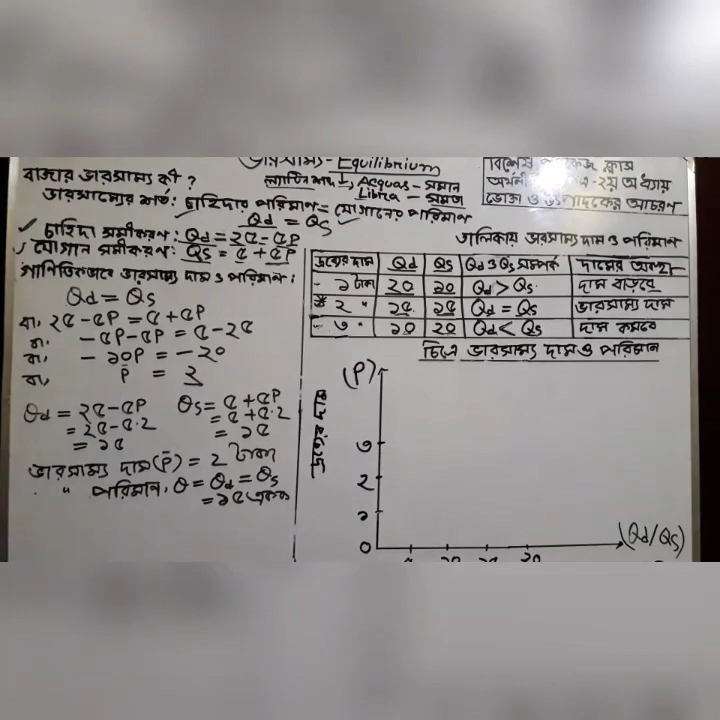 বাজার ভারসাম্য কী?
ভারসাম্য - Equilibrium
ল্যাটিন শব্দ Acquas - সমান
Libra -
ভারসাম্যের শর্ত: চাহিদার পরিমাণ = যোগানের পরিমাণ
Qd = Qs
চাহিদা সমীকরণ: Qd = ২৫-৫P
যোগান সমীকরণ: Qs = ৫+৫P
গাণিতিকভাবে ভারসাম্য দাম ও পরিমাণ:
Qd = Qs
বা, ২৫-৫P = ৫+৫P
বা, -৫P-৫P = ৫-২৫
বা, -১০P = -২০
বা, P̄ = ২
Qd = ২৫-৫P
= ২৫-৫·২
= ১৫
Qs = ৫+৫P
= ৫+৫·২
= ১৫
ভারসাম্য দাম (P̄) = ২ টাকা
" পরিমান, Q = Qd = Qs
= ১৫ একক
ক্লাস
২য় অধ্যায়
ভোক্তা ও উৎপাদকের আচরণ
তালিকায় ভারসাম্য দাম ও পরিমান
দ্রব্যের দাম Qd Qs Qd ও Qs সম্পর্ক দামের অবস্থা
১ টাকা ২০ ১০ Qd > Qs দাম বাড়বে
২ " ১৫ ১৫ Qd = Qs ভারসাম্য দাম
৩ " ১০ ২০ Qd < Qs দাম কমবে
চিত্রে ভারসাম্য দাম ও পরিমান
(P)
দ্রব্যের দাম
৩
২
১
০
(Qd/Qs)